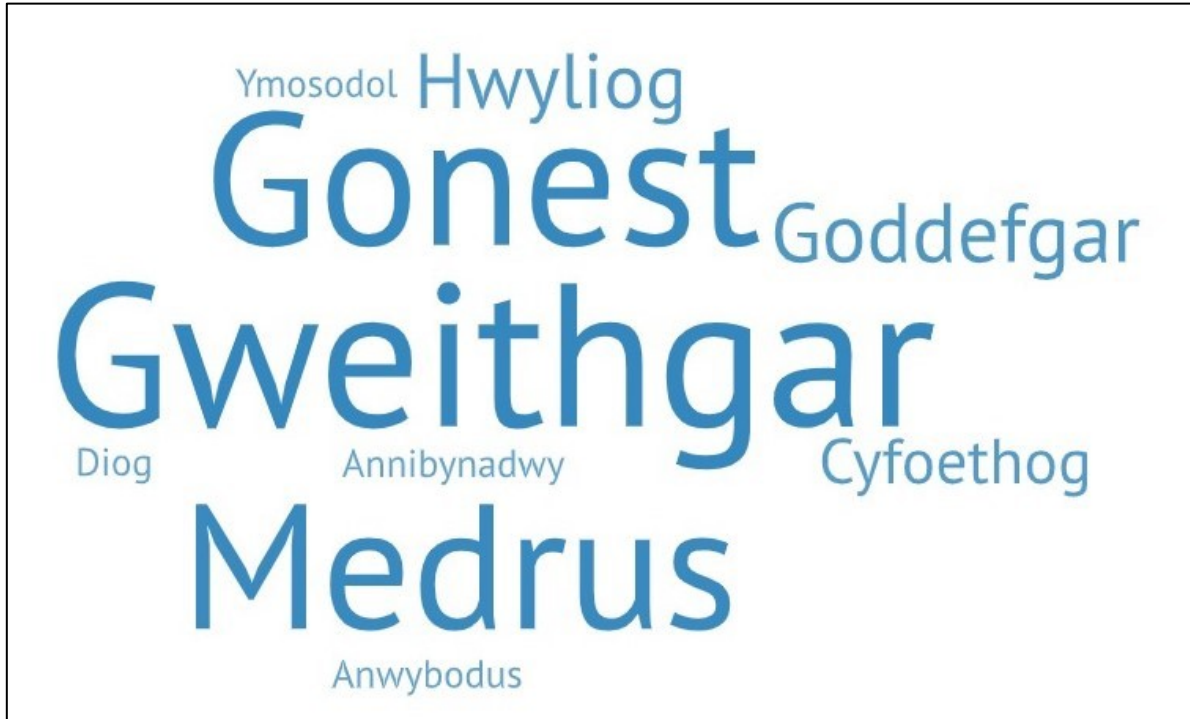 Ymosodol Hwyliog
Gonest
Goddefgar
Gweithgar
Diog Annibynadwy Cyfoethog
Medrus
Anwybodus